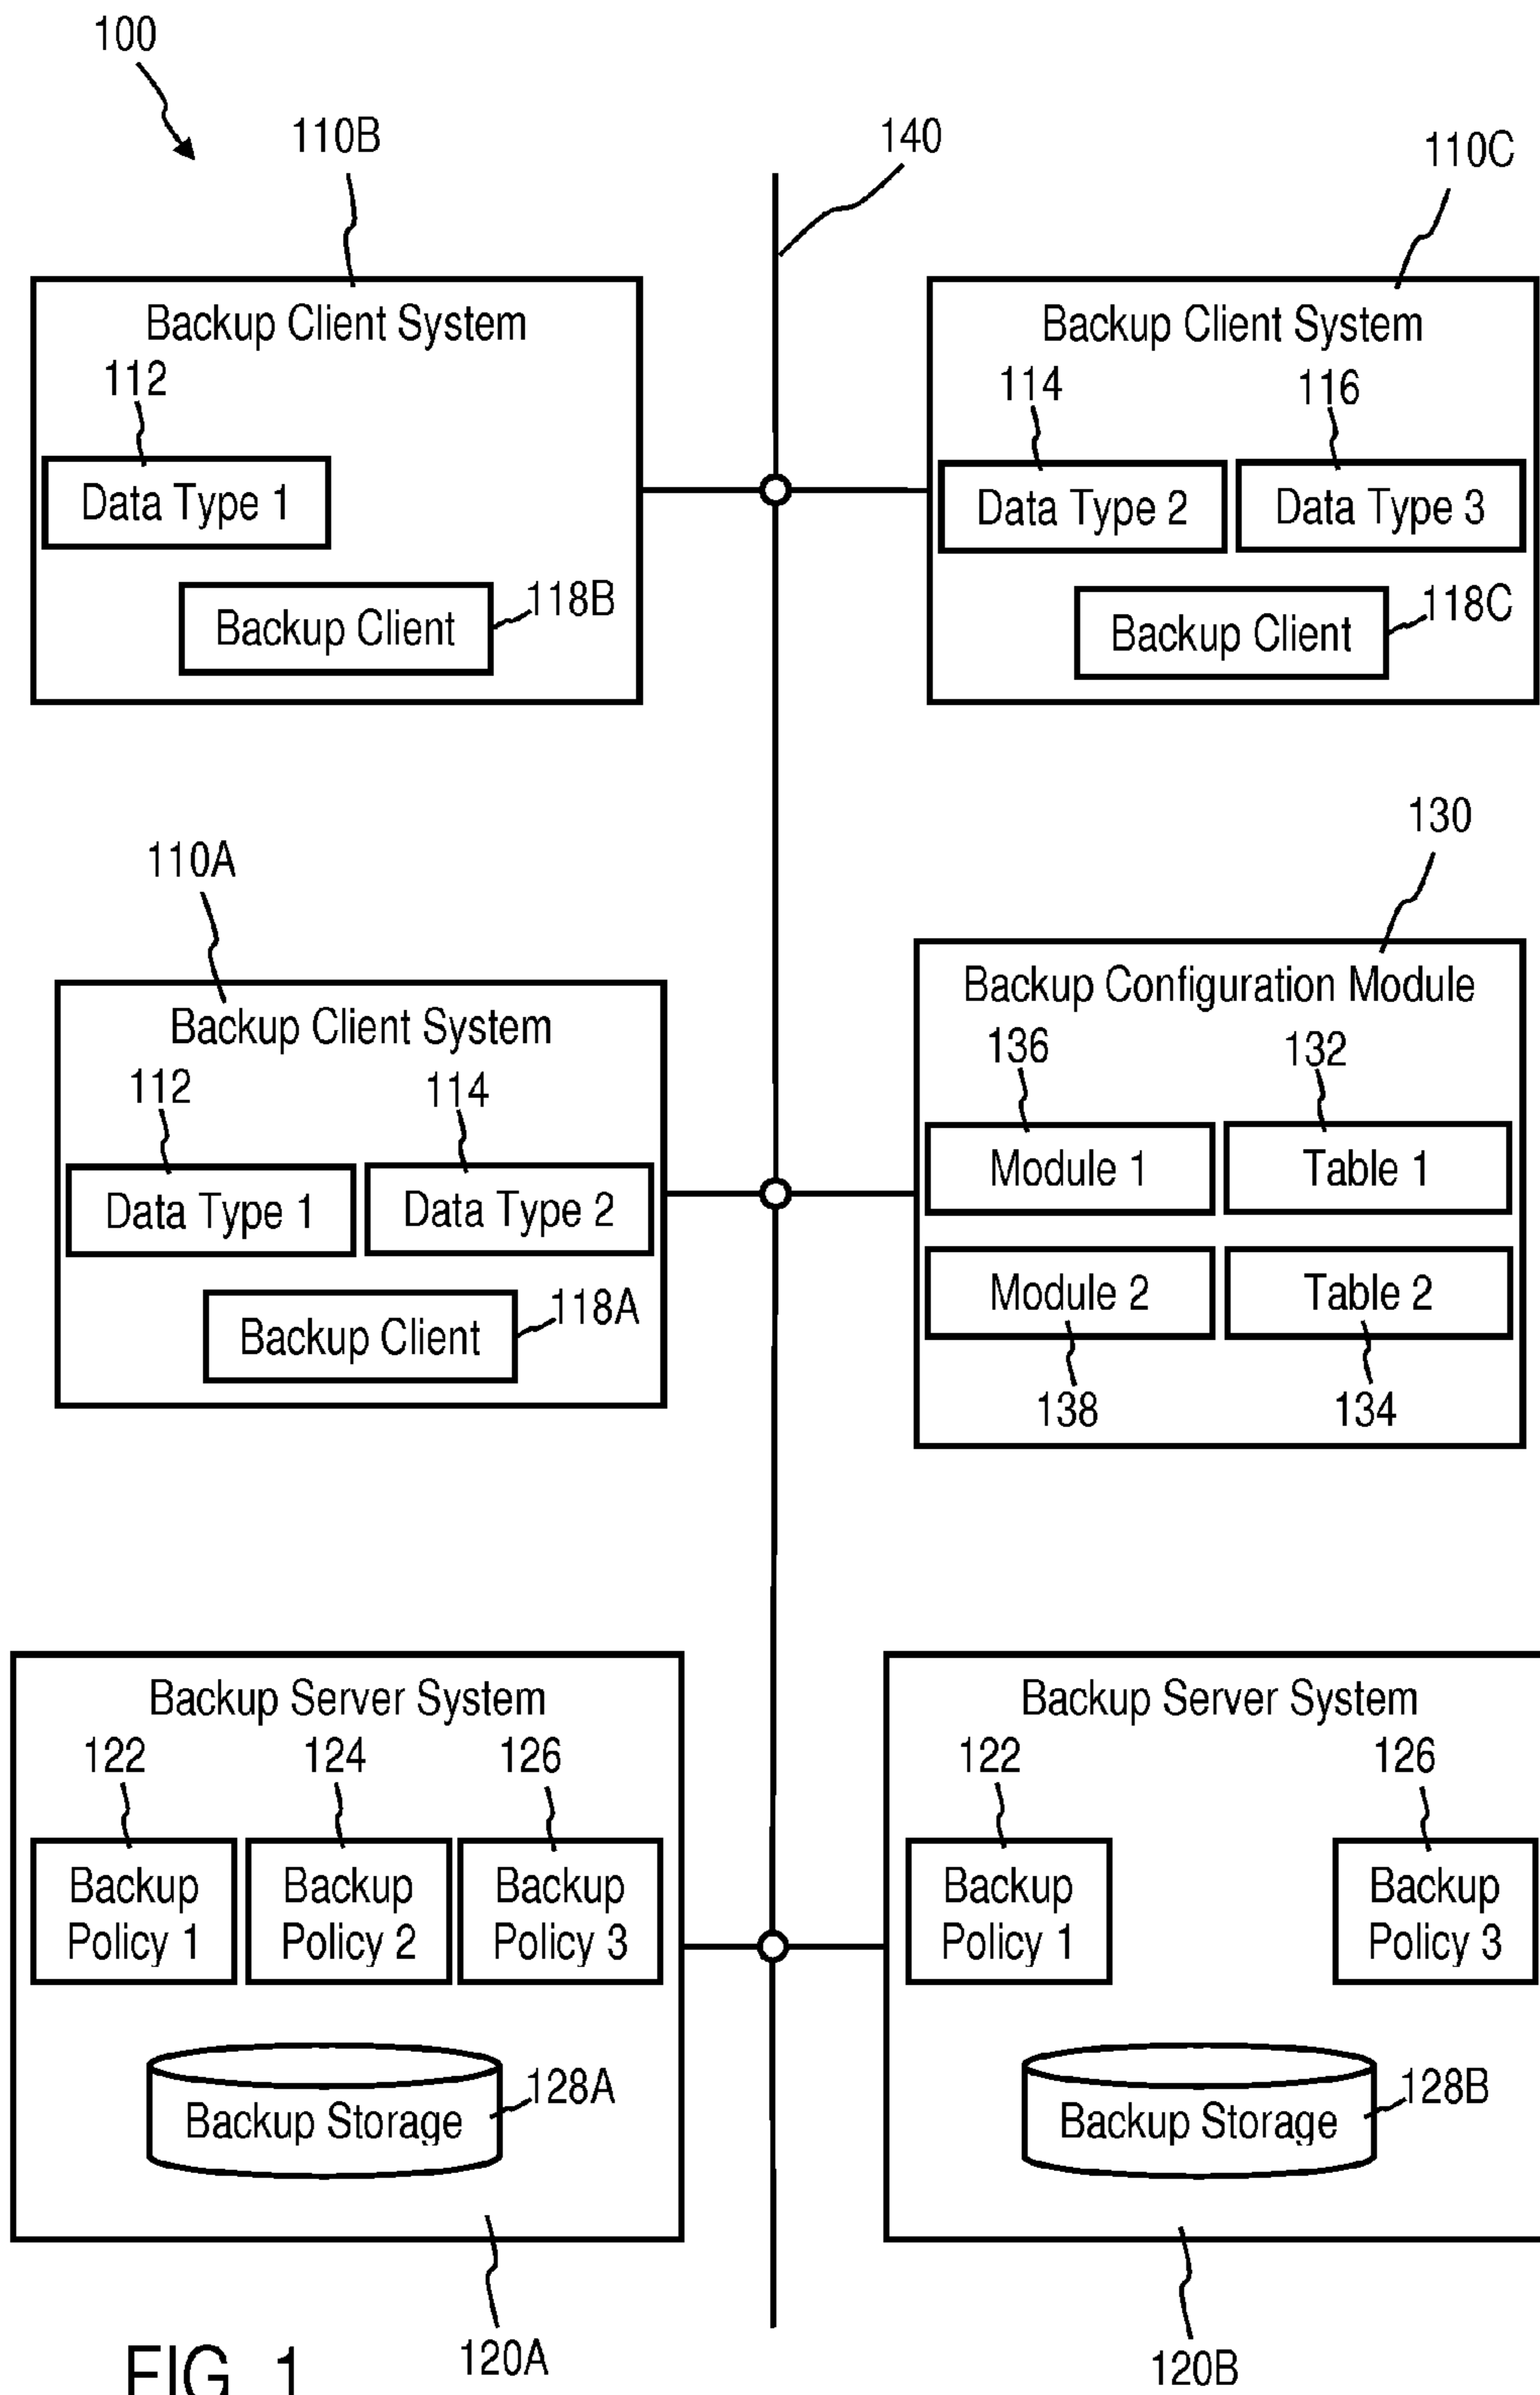 100
110B
140
110C
Backup Client System
112
Data Type 1
Backup Client
118B
Backup Client System
114
116
Data Type 2
Data Type 3
Backup Client
118C
110A
Backup Client System
112
114
Data Type 1
Data Type 2
Backup Client
118A
130
Backup Configuration Module
136
132
Module 1
Table 1
Module 2
Table 2
138
134
Backup Server System
122
124
126
Backup
Policy 1
Backup
Policy 2
Backup
Policy 3
Backup Storage
128A
120A
Backup Server System
122
126
Backup
Policy 1
Backup
Policy 3
Backup Storage
128B
120B
FIG. 1